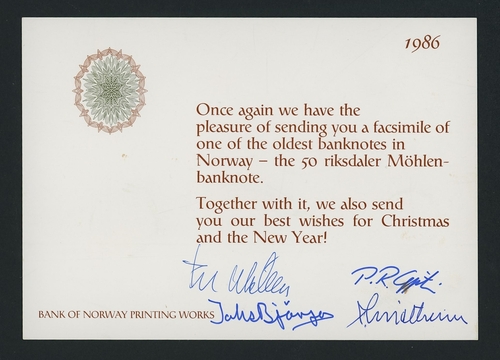 1986
Once again we have the
pleasure of sending you a facsimile of
one of the oldest banknotes in
Norway – the 50 riksdaler Möhlen-
banknote.
Together with it, we also send
you our best wishes for Christmas
and the New Year!
P.R.
BANK OF NORWAY PRINTING WORKS